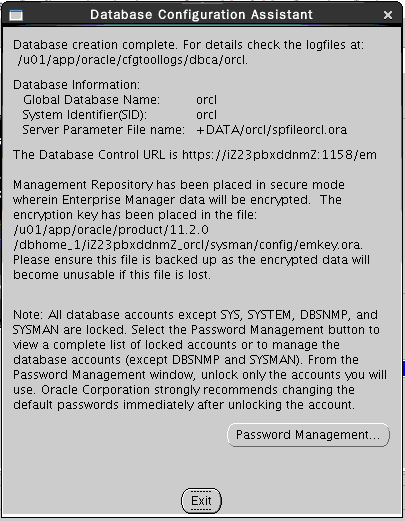 Database Configuration Assistant
Database creation complete. For details check the logfiles at:
/u01/app/oracle/cfgtoollogs/dbca/orcl.
Database Information:
Global Database Name: orcl
System Identifier(SID): orcl
Server Parameter File name: +DATA/orcl/spfileorcl.ora
The Database Control URL is https://iZ23pbxddnmZ:1158/em
Management Repository has been placed in secure mode
wherein Enterprise Manager data will be encrypted. The
encryption key has been placed in the file:
/u01/app/oracle/product/11.2.0
/dbhome_1/iZ23pbxddnmZ_orcl/sysman/config/emkey.ora.
Please ensure this file is backed up as the encrypted data will
become unusable if this file is lost.
Note: All database accounts except SYS, SYSTEM, DBSNMP, and
SYSMAN are locked. Select the Password Management button to
view a complete list of locked accounts or to manage the
database accounts (except DBSNMP and SYSMAN). From the
Password Management window, unlock only the accounts you will
use. Oracle Corporation strongly recommends changing the
default passwords immediately after unlocking the account.
Password Management...
Exit